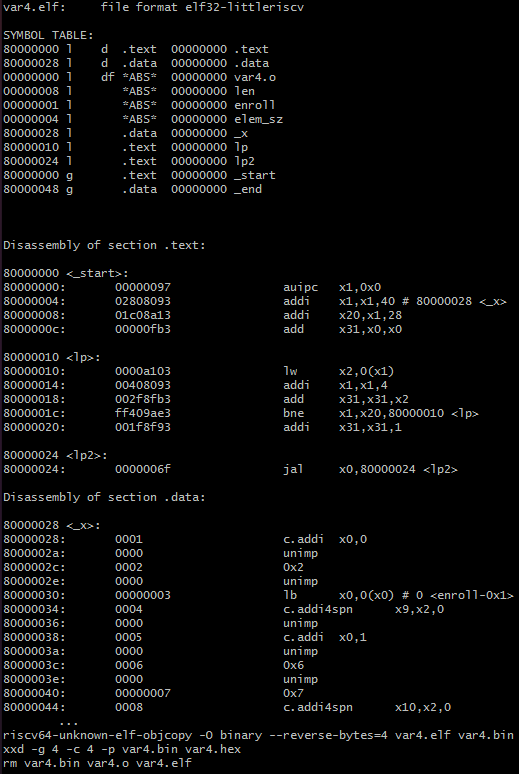 var4.elf:     file format elf32-littleriscv
SYMBOL TABLE:
80000000 l    d  .text  00000000 .text
80000028 l    d  .data  00000000 .data
00000000 l    df *ABS*  00000000 var4.o
00000008 l       *ABS*  00000000 len
00000001 l       *ABS*  00000000 enroll
00000004 l       *ABS*  00000000 elem_sz
80000028 l       .data  00000000 _x
80000010 l       .text  00000000 lp
80000024 l       .text  00000000 lp2
80000000 g       .text  00000000 _start
80000048 g       .data  00000000 _end
Disassembly of section .text:
80000000 <_start>:
80000000:       00000097                auipc   x1,0x0
80000004:       02808093                addi    x1,x1,40 # 80000028 <_x>
80000008:       01c08a13                addi    x20,x1,28
8000000c:       00000fb3                add     x31,x0,x0
80000010 <lp>:
80000010:       0000a103                lw      x2,0(x1)
80000014:       00408093                addi    x1,x1,4
80000018:       002f8fb3                add     x31,x31,x2
8000001c:       ff409ae3                bne     x1,x20,80000010 <lp>
80000020:       001f8f93                addi    x31,x31,1
80000024 <lp2>:
80000024:       0000006f                jal     x0,80000024 <lp2>
Disassembly of section .data:
80000028 <_x>:
80000028:       0001                    c.addi  x0,0
8000002a:       0000                    unimp
8000002c:       0002                    0x2
8000002e:       0000                    unimp
80000030:       00000003                lb      x0,0(x0) # 0 <enroll-0x1>
80000034:       0004                    c.addi4spn      x9,x2,0
80000036:       0000                    unimp
80000038:       0005                    c.addi  x0,1
8000003a:       0000                    unimp
8000003c:       0006                    0x6
8000003e:       0000                    unimp
80000040:       00000007                0x7
80000044:       0008                    c.addi4spn      x10,x2,0
...
riscv64-unknown-elf-objcopy -O binary --reverse-bytes=4 var4.elf var4.bin
xxd -g 4 -c 4 -p var4.bin var4.hex
rm var4.bin var4.o var4.elf